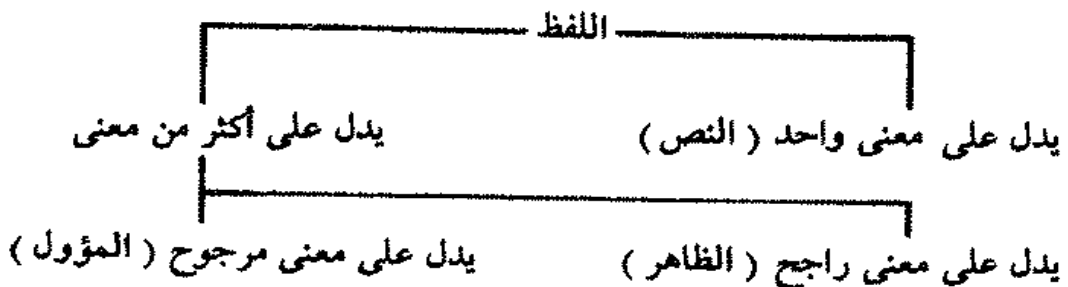 اللفظ
يدل على معنى واحد ( النص ) يدل على أكثر من معنى
يدل على معنى راجح ( الظاهر ) يدل على معنى مرجوح ( المؤول )